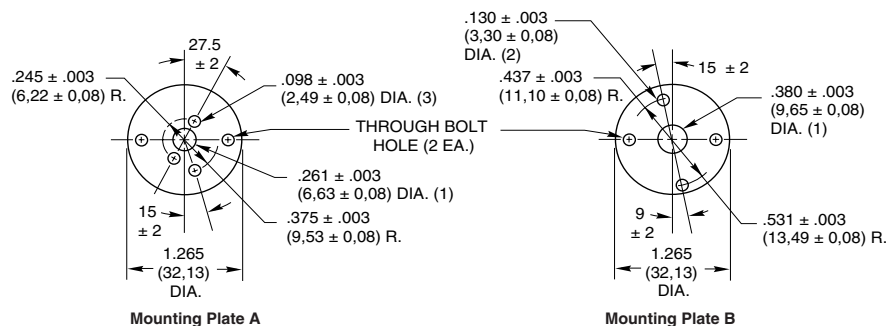 27.5
± 2
.245 ± .003
(6,22 ± 0,08) R.
.098 ± .003
(2,49 ± 0,08) DIA. (3)
THROUGH BOLT
HOLE (2 EA.)
.261 ± .003
(6,63 ± 0,08) DIA. (1)
15
± 2
.375 ± .003
(9,53 ± 0,08) R.
1.265
(32,13)
DIA.
Mounting Plate A
.130 ± .003
(3,30 ± 0,08)
DIA. (2)
15 ± 2
.437 ± .003
(11,10 ± 0,08) R.
.380 ± .003
(9,65 ± 0,08)
DIA. (1)
9
± 2
.531 ± .003
(13,49 ± 0,08) R.
1.265
(32,13)
DIA.
Mounting Plate B